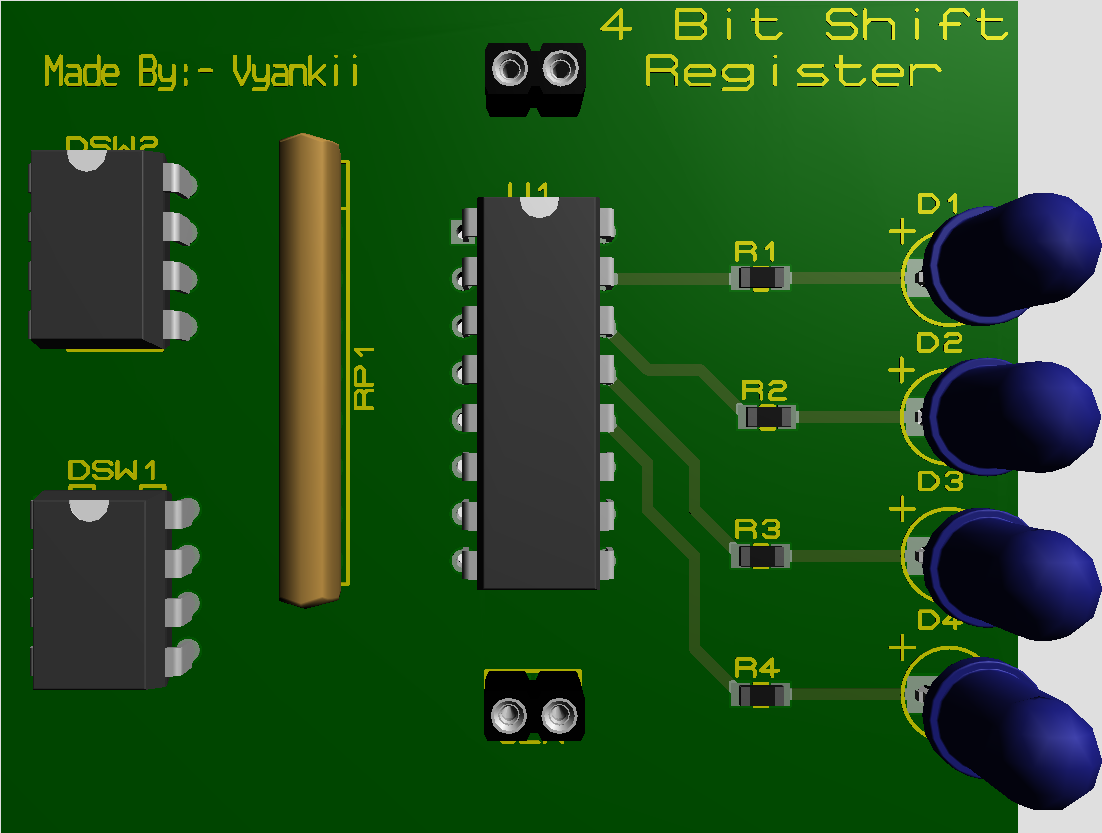 4 Bit Shift
Register
Made By:- Vyankii
DSW2
U1
D1
R1
D2
RP1
R2
DSW1
D3
R3
D4
R4